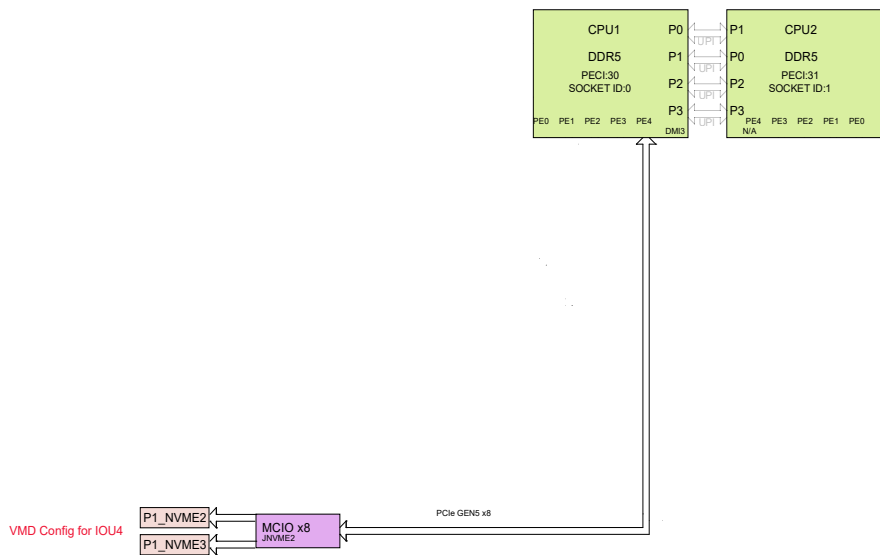 CPU1
P0
UPI
P1
CPU2
DDR5
P1
UPI
P0
DDR5
PECI:30
SOCKET ID:0
P2
UPI
P2
PECI:31
SOCKET ID:1
P3
UPI
P3
PE0 PE1 PE2 PE3 PE4
DMI3
PE4 PE3 PE2 PE1 PE0
N/A
VMD Config for IOU4
P1_NVME2
P1_NVME3
MCIO x8
JNVME2
PCIe GEN5 x8